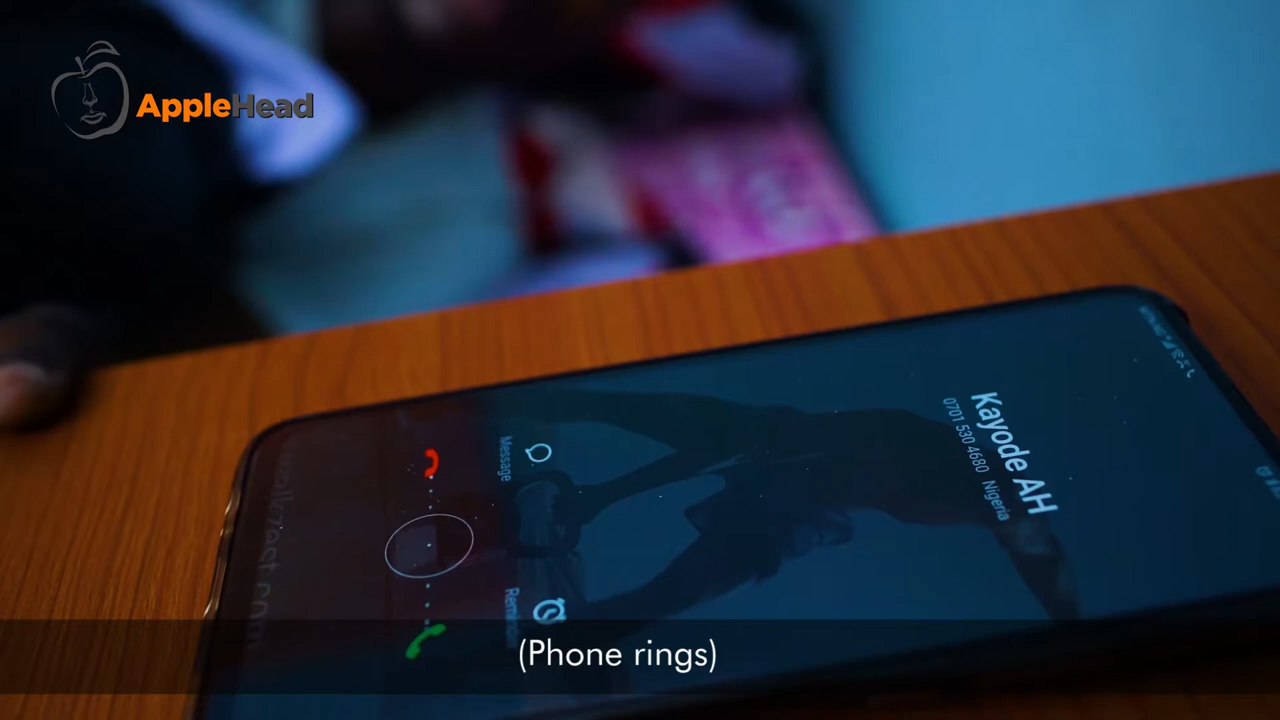 AppleHead
Kayode AH
0701 530 4680 Nigeria
Message
(Phone rings)